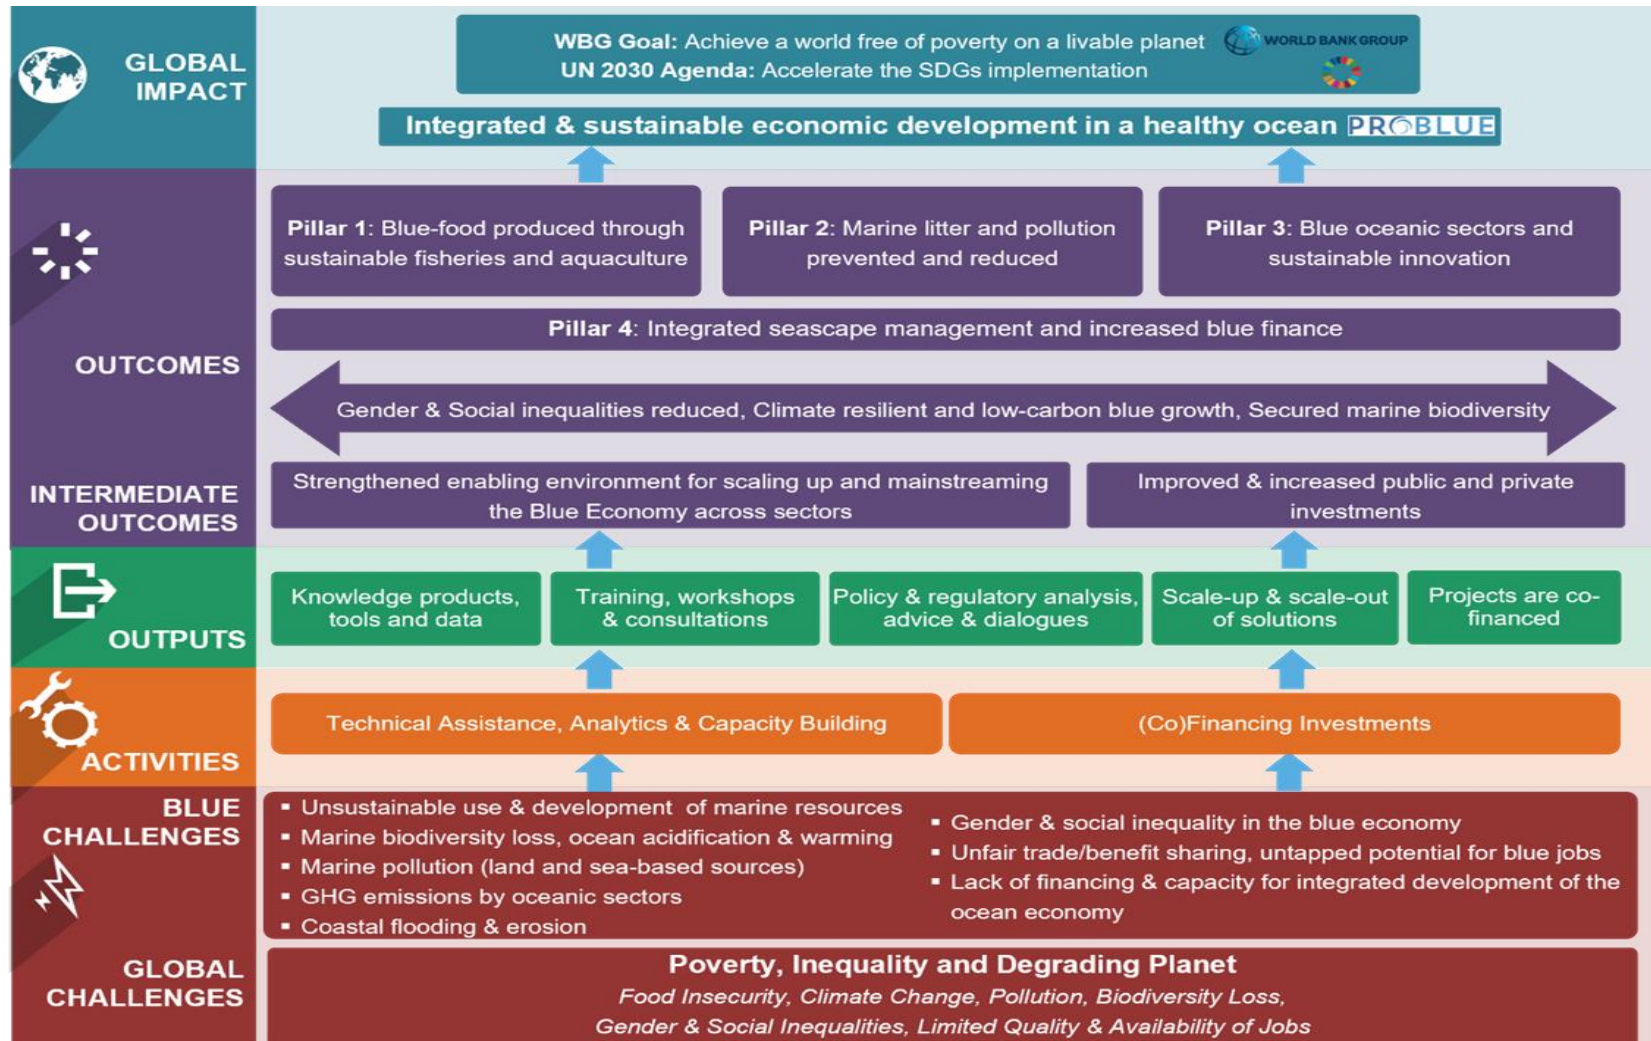 GLOBAL
IMPACT
WBG Goal: Achieve a world free of poverty on a livable planet
WORLD BANK GROUP
UN 2030 Agenda: Accelerate the SDGs implementation
Integrated & sustainable economic development in a healthy ocean PROBLUE
OUTCOMES
Pillar 1: Blue-food produced through
sustainable fisheries and aquaculture
Pillar 2: Marine litter and pollution
prevented and reduced
Pillar 3: Blue oceanic sectors and
sustainable innovation
Pillar 4: Integrated seascape management and increased blue finance
Gender & Social inequalities reduced, Climate resilient and low-carbon blue growth, Secured marine biodiversity
INTERMEDIATE
OUTCOMES
Strengthened enabling environment for scaling up and mainstreaming
the Blue Economy across sectors
Improved & increased public and private
investments
OUTPUTS
Knowledge products,
tools and data
Training, workshops
& consultations
Policy & regulatory analysis,
advice & dialogues
Scale-up & scale-out
of solutions
Projects are co-
financed
ACTIVITIES
Technical Assistance, Analytics & Capacity Building
(Co)Financing Investments
BLUE
CHALLENGES
▪ Unsustainable use & development of marine resources
▪ Marine biodiversity loss, ocean acidification & warming
▪ Marine pollution (land and sea-based sources)
▪ GHG emissions by oceanic sectors
▪ Coastal flooding & erosion
▪ Gender & social inequality in the blue economy
▪ Unfair trade/benefit sharing, untapped potential for blue jobs
▪ Lack of financing & capacity for integrated development of the
ocean economy
GLOBAL
CHALLENGES
Poverty, Inequality and Degrading Planet
Food Insecurity, Climate Change, Pollution, Biodiversity Loss,
Gender & Social Inequalities, Limited Quality & Availability of Jobs